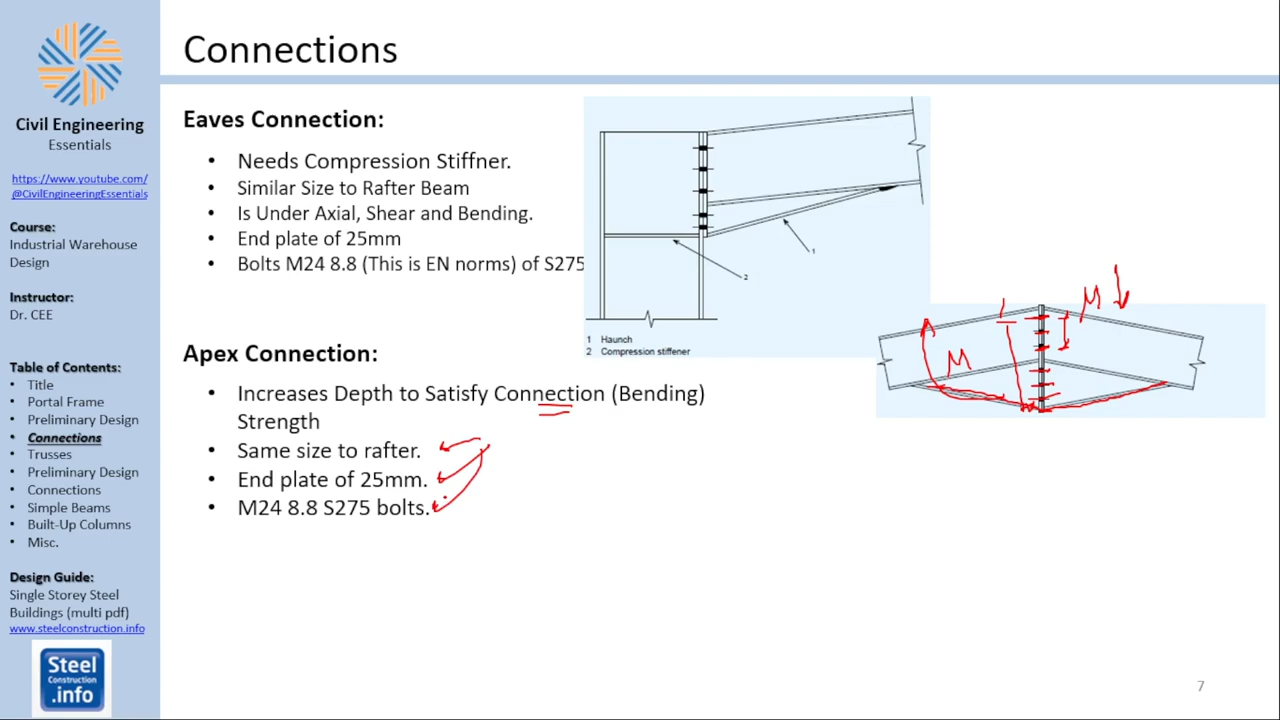 Connections
Civil Engineering
Essentials
https://www.youtube.com/
@CivilEngineeringEssentials
Course:
Industrial Warehouse
Design
Instructor:
Dr. CEE
Table of Contents:
• Title
• Portal Frame
• Preliminary Design
• Connections
• Trusses
• Preliminary Design
• Connections
• Simple Beams
• Built-Up Columns
• Misc.
Design Guide:
Single Storey Steel
Buildings (multi pdf)
www.steelconstruction.info
Steel
Construction
.info
Eaves Connection:
• Needs Compression Stiffner.
• Similar Size to Rafter Beam
• Is Under Axial, Shear and Bending.
• End plate of 25mm
• Bolts M24 8.8 (This is EN norms) of S275
1
2
1 Haunch
2 Compression stiffener
Apex Connection:
• Increases Depth to Satisfy Connection (Bending)
Strength
• Same size to rafter.
• End plate of 25mm.
• M24 8.8 S275 bolts.
M
M
7